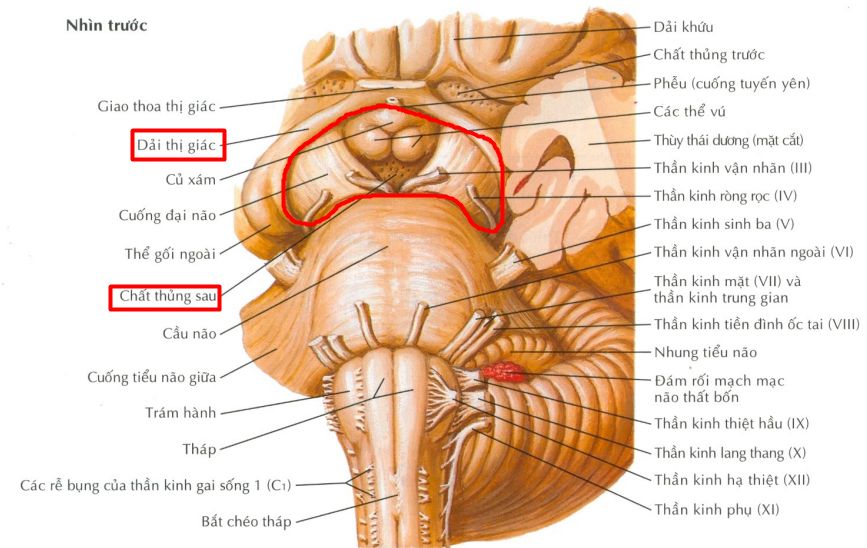 Nhìn trước
Giao thoa thị giác
Dải thị giác
Củ xám
Cuống đại não
Thể gối ngoài
Chất thủng sau
Cầu não
Cuống tiểu não giữa
Trám hành
Tháp
Các rễ bụng của thần kinh gai sống 1 (C1)
Bắt chéo tháp
Dải khứu
Chất thủng trước
Phễu (cuống tuyến yên)
Các thể vú
Thùy thái dương (mặt cắt)
Thần kinh vận nhãn (III)
Thần kinh ròng rọc (IV)
Thần kinh sinh ba (V)
Thần kinh vận nhãn ngoài (VI)
Thần kinh mặt (VII) và
thần kinh trung gian
Thần kinh tiền đình ốc tai (VIII)
Nhung tiểu não
Đám rối mạch mạc
não thất bốn
Thần kinh thiệt hầu (IX)
Thần kinh lang thang (X)
Thần kinh hạ thiệt (XII)
Thần kinh phụ (XI)